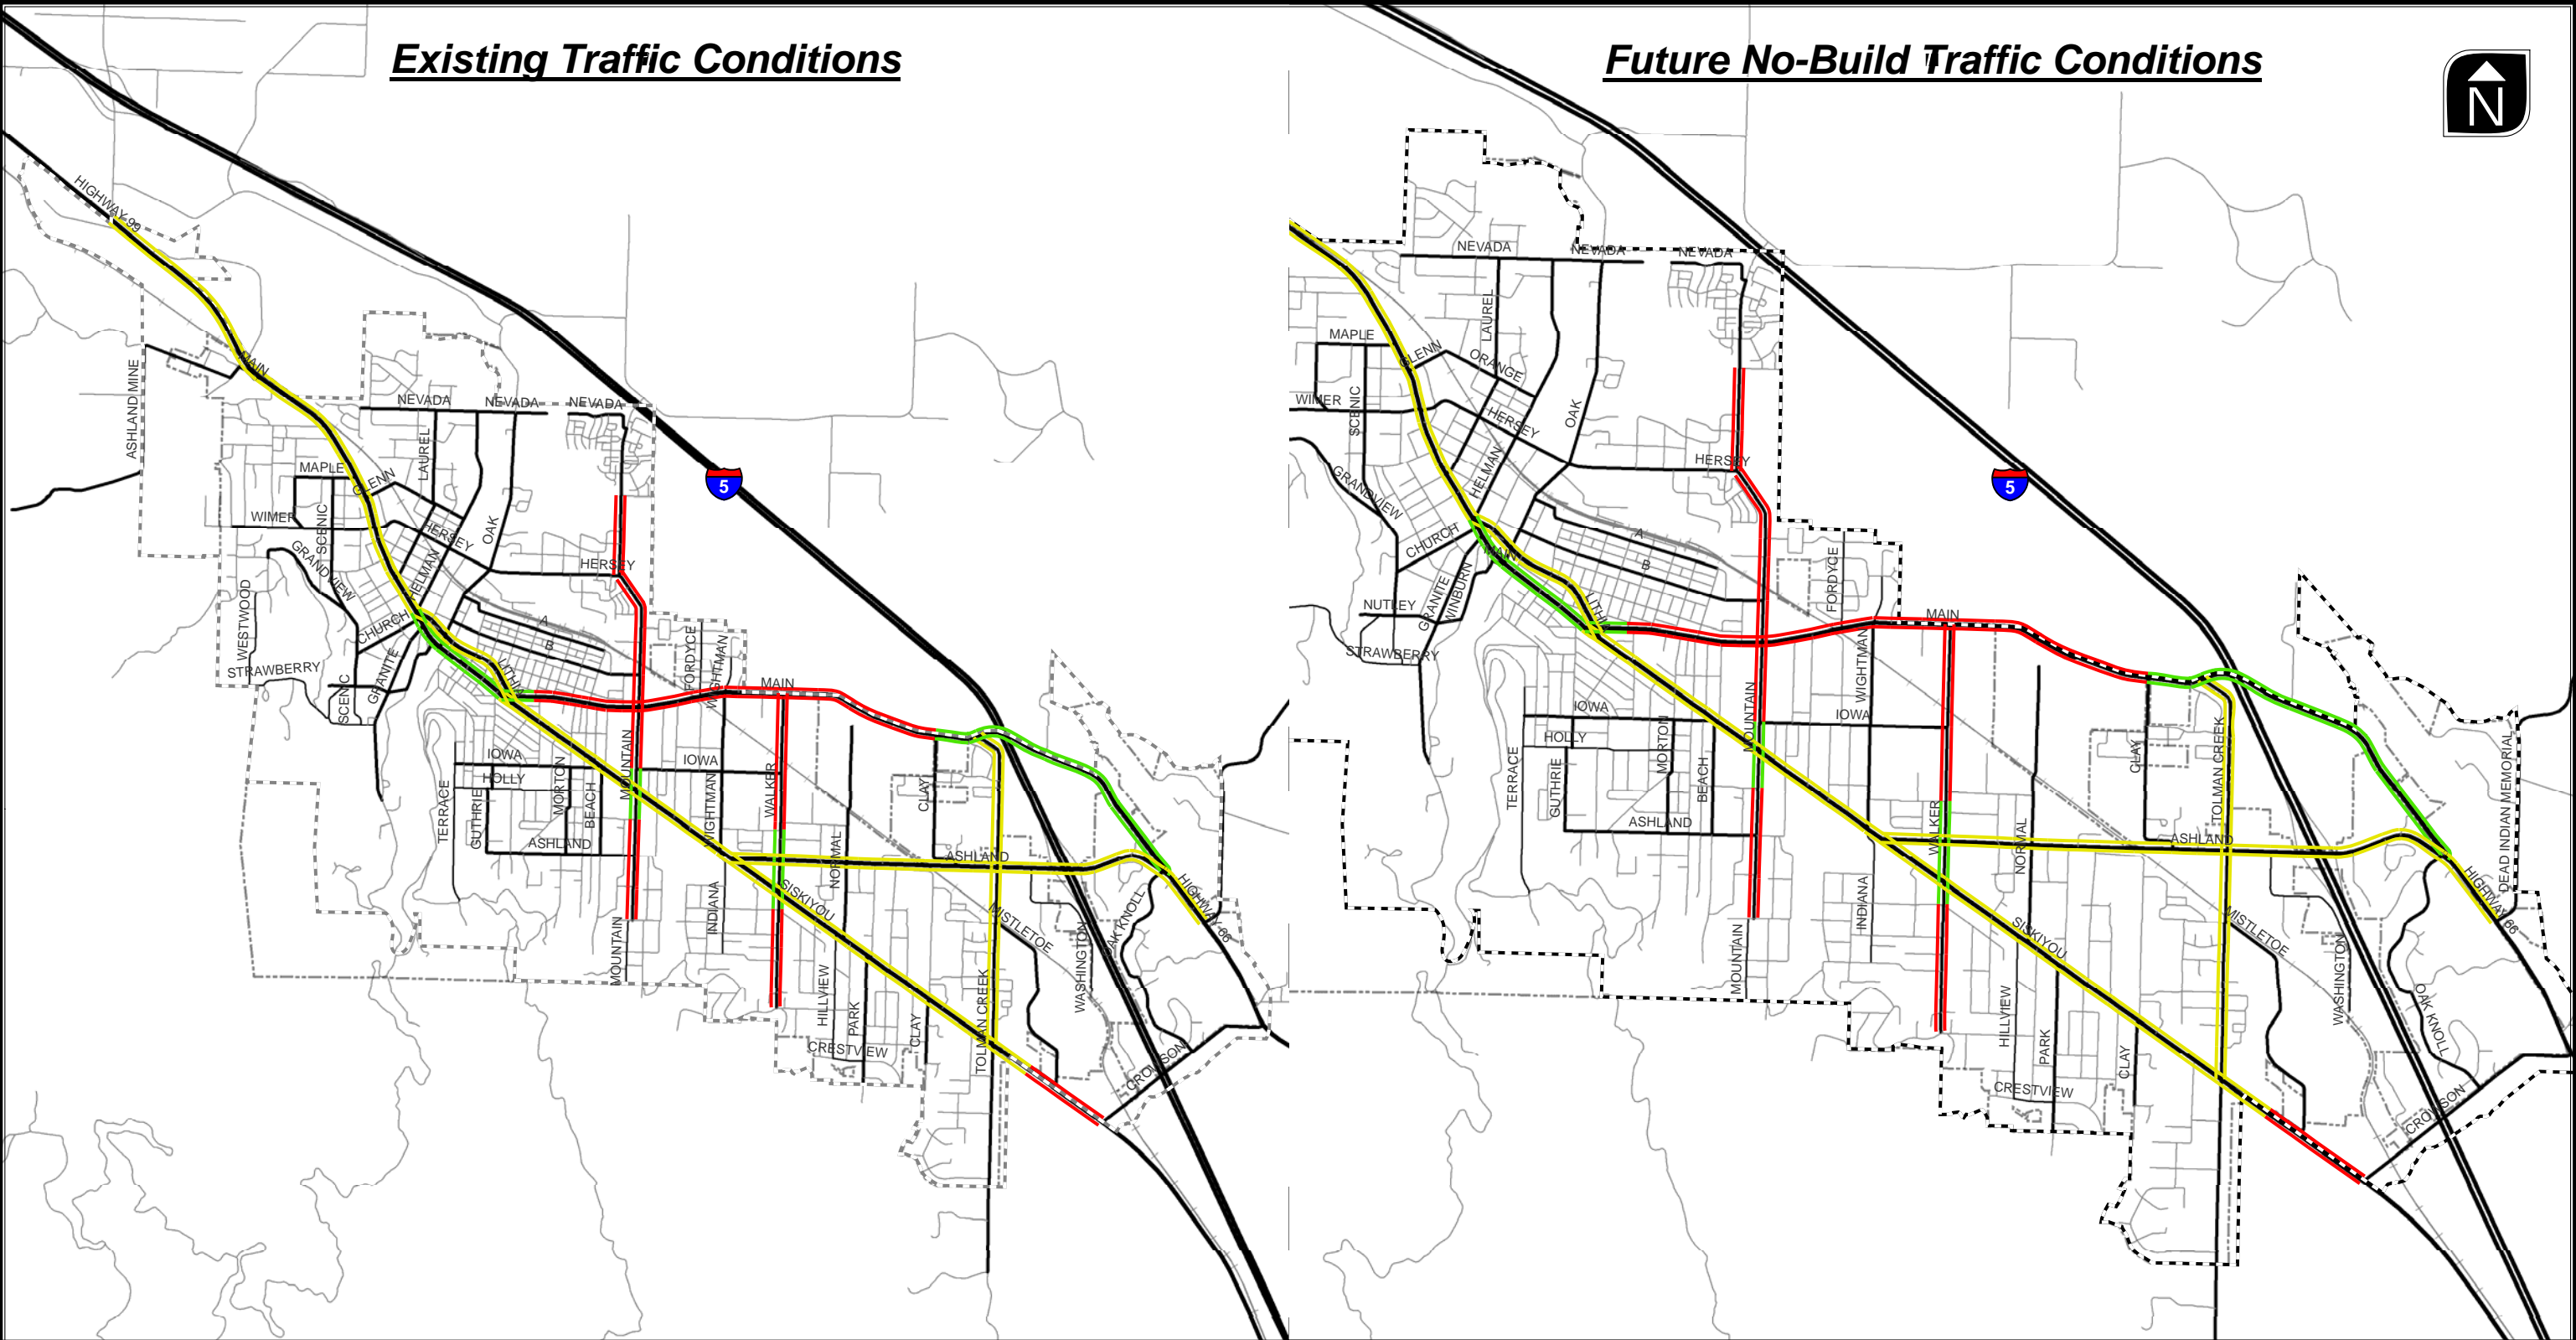 Existing Traffic Conditions
Future No-Build Traffic Conditions
N
HIGHWAY 99
MAIN
ASHLAND MINE
NEVADA
NEVADA
NEVADA
LAUREL
MAPLE
GLENN
WIMER
SCENIC
HERSEY
OAK
HERSEY
GRANDVIEW
HELMAN
WESTWOOD
CHURCH
A
B
STRAWBERRY
SCENIC
GRANITE
LITHIA
FORDYCE
WIGHTMAN
MAIN
5
IOWA
HOLLY
MORTON
MOUNTAIN
IOWA
TERRACE
GUTHRIE
BEACH
WIGHTMAN
WALKER
CLAY
ASHLAND
ASHLAND
NORMAL
SISKIYOU
HIGHWAY 66
INDIANA
MOUNTAIN
MISTLETOE
OAK KNOLL
WASHINGTON
HILLVIEW
PARK
CLAY
TOLMAN CREEK
CRESTVIEW
CROWSON
NEVADA
NEVADA
NEVADA
LAUREL
MAPLE
GLENN
ORANGE
WIMER
SCENIC
HERSEY
OAK
HERSEY
GRANDVIEW
HELMAN
CHURCH
MAIN
A
B
NUTLEY
GRANITE
WINBURN
STRAWBERRY
LITHIA
FORDYCE
MAIN
5
WIGHTMAN
IOWA
HOLLY
MORTON
MOUNTAIN
IOWA
TERRACE
GUTHRIE
BEACH
ASHLAND
CLAY
TOLMAN CREEK
DEAD INDIAN MEMORIAL
WALKER
NORMAL
ASHLAND
INDIANA
SISKIYOU
HIGHWAY 66
MISTLETOE
MOUNTAIN
WASHINGTON
OAK KNOLL
HILLVIEW
PARK
CLAY
CRESTVIEW
CROWSON